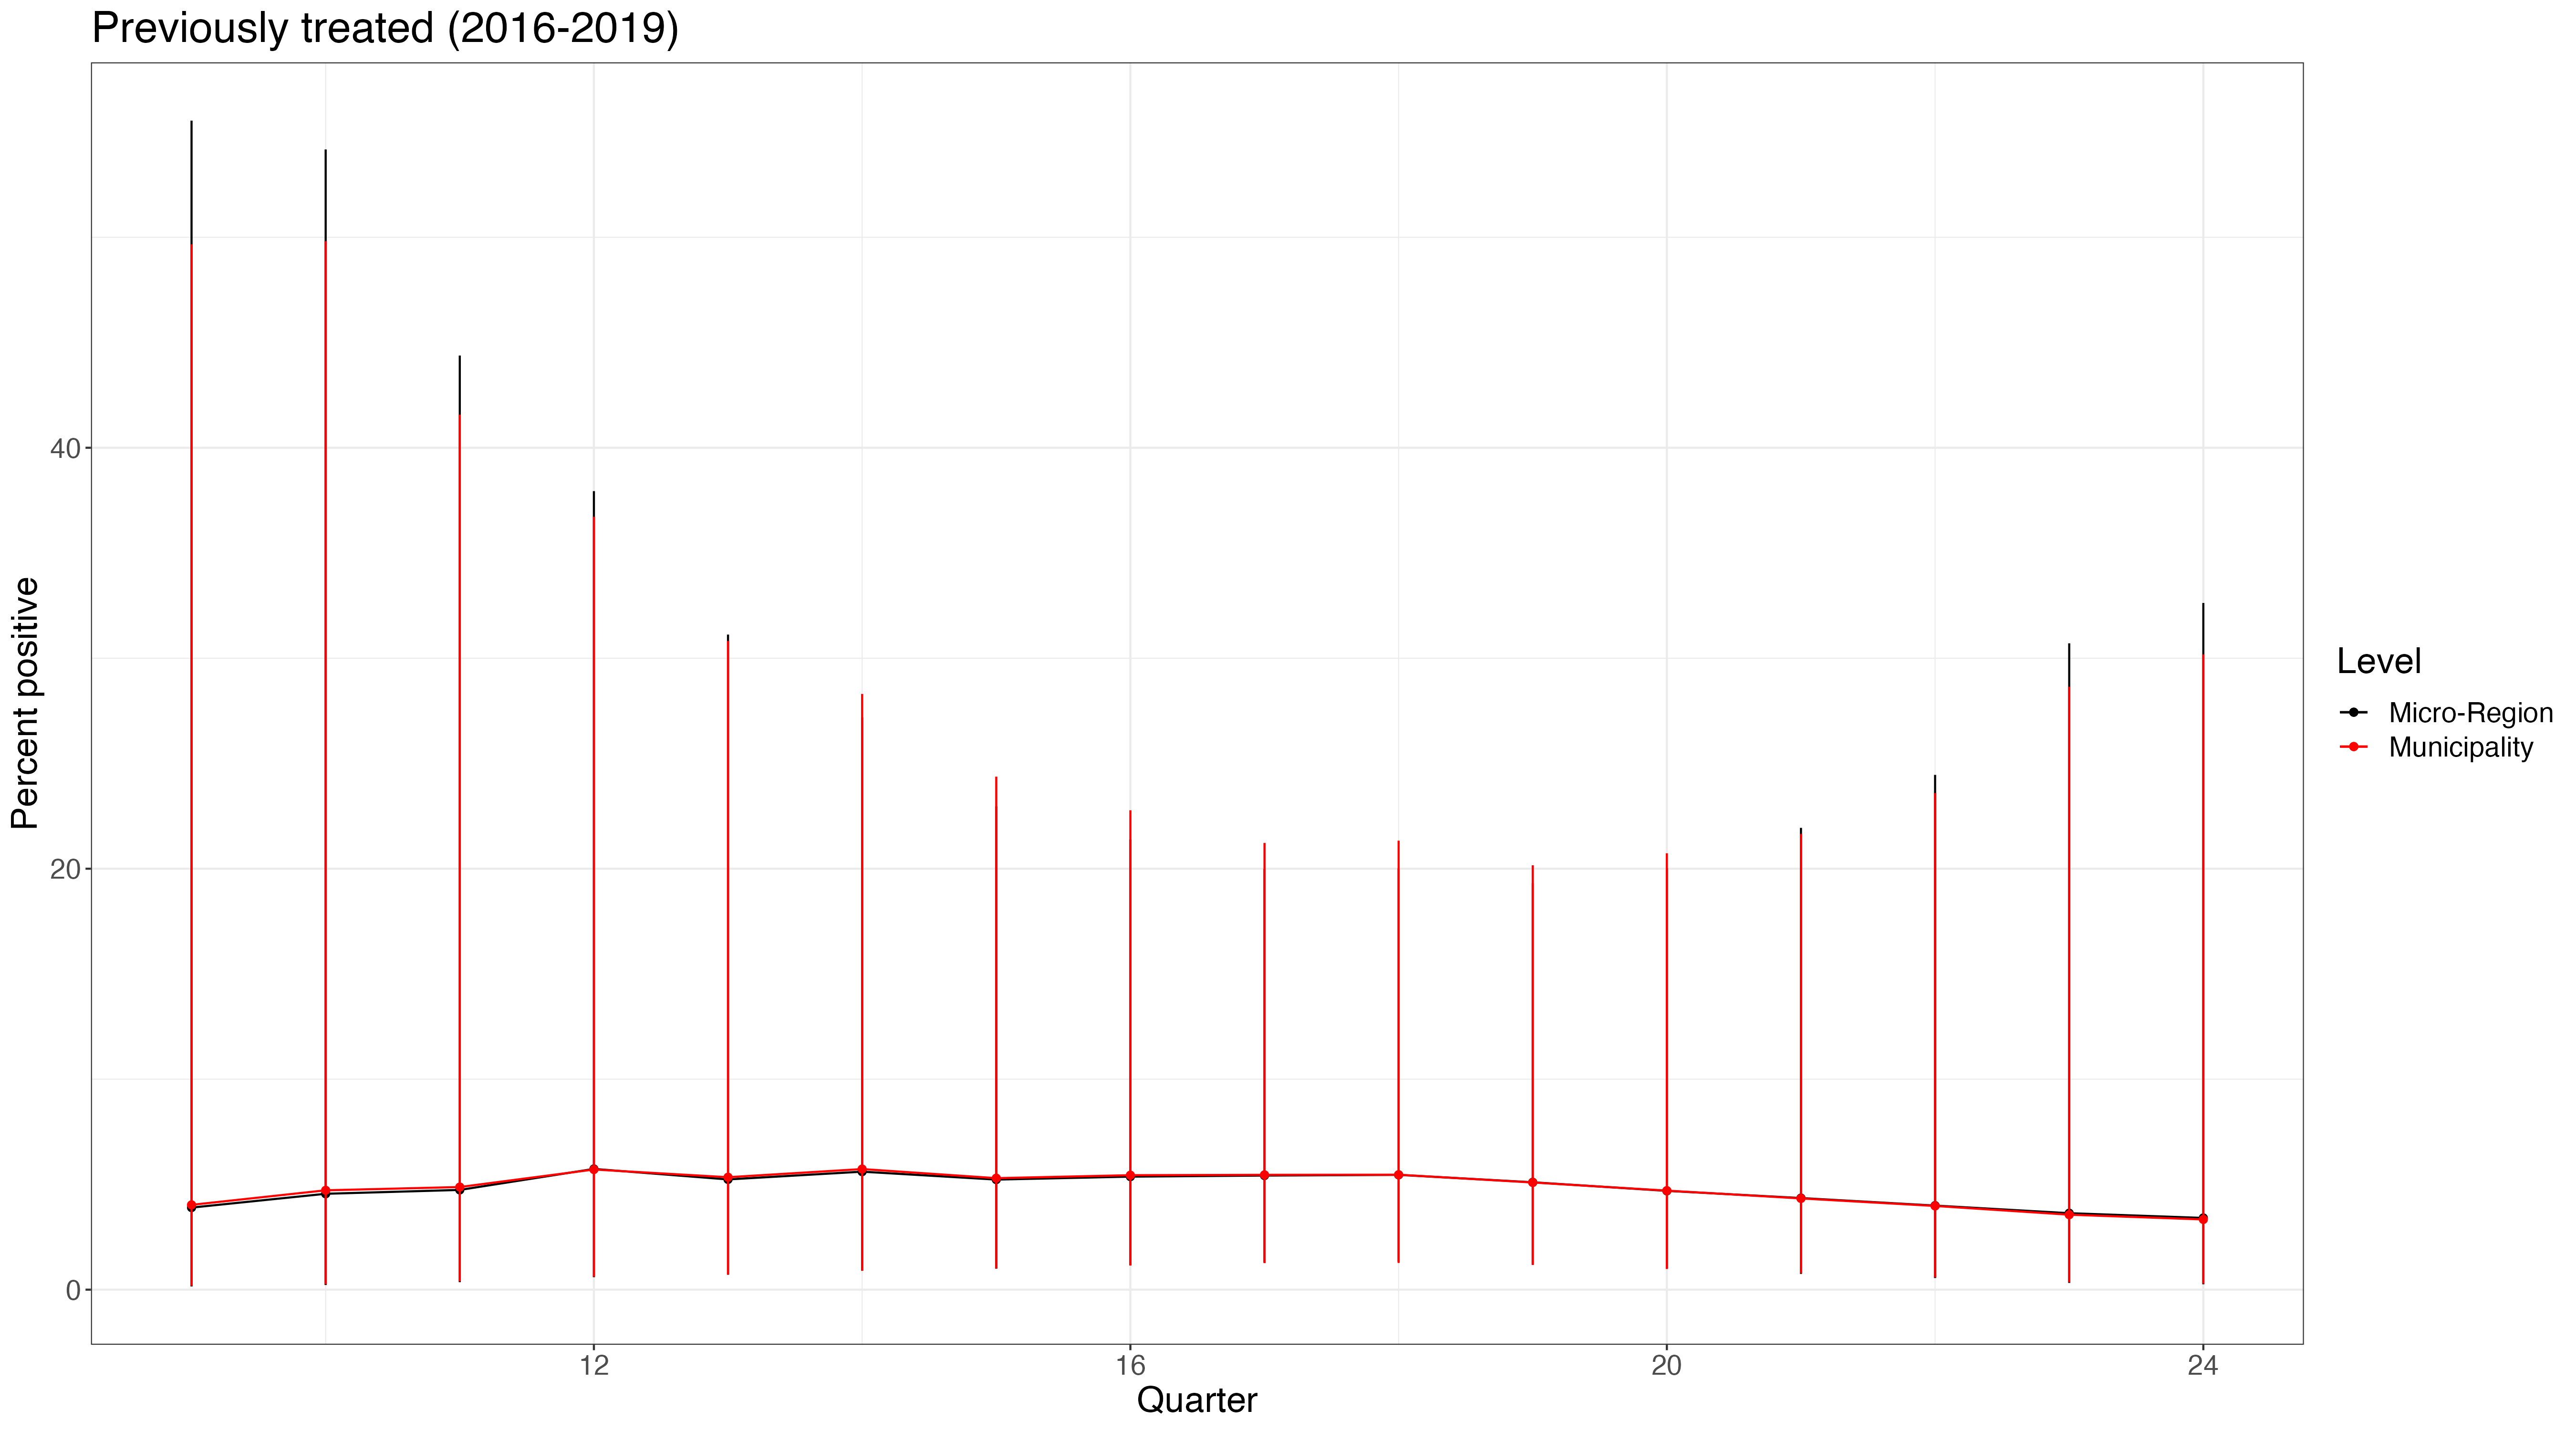 Previously treated (2016-2019)
Percent positive
40
20
0
12
16
20
24
Quarter
Level
Micro-Region
Municipality